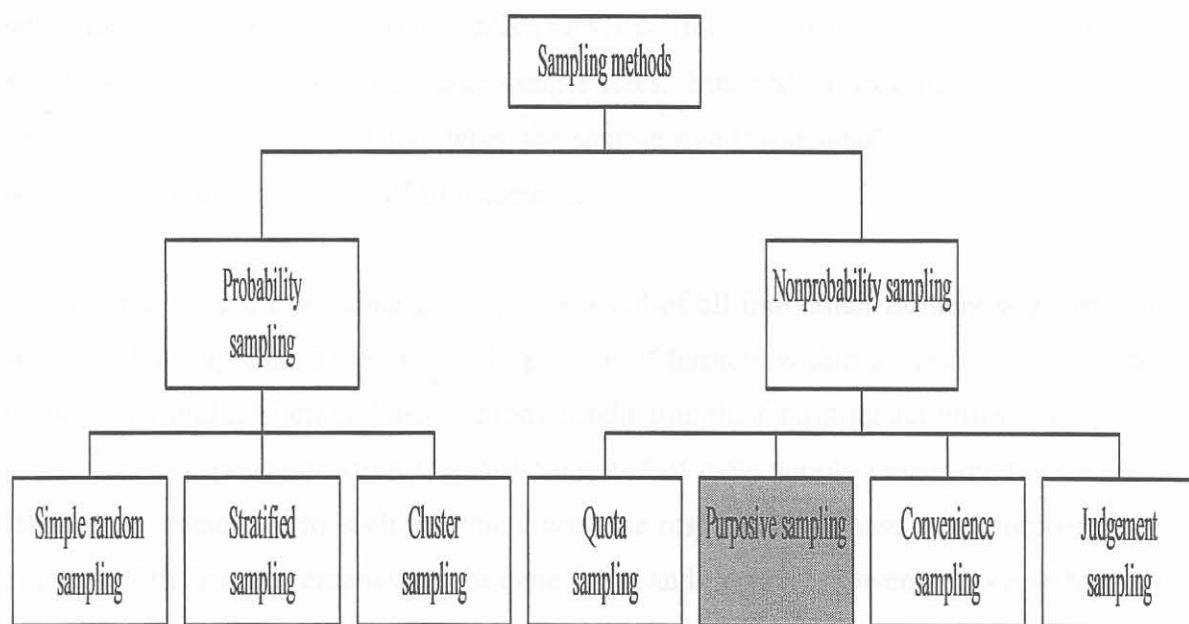 Sampling methods
Probability
sampling
Nonprobability sampling
Simple random
sampling
Stratified
sampling
Cluster
sampling
Quota
sampling
Purposive sampling
Convenience
sampling
Judgement
sampling